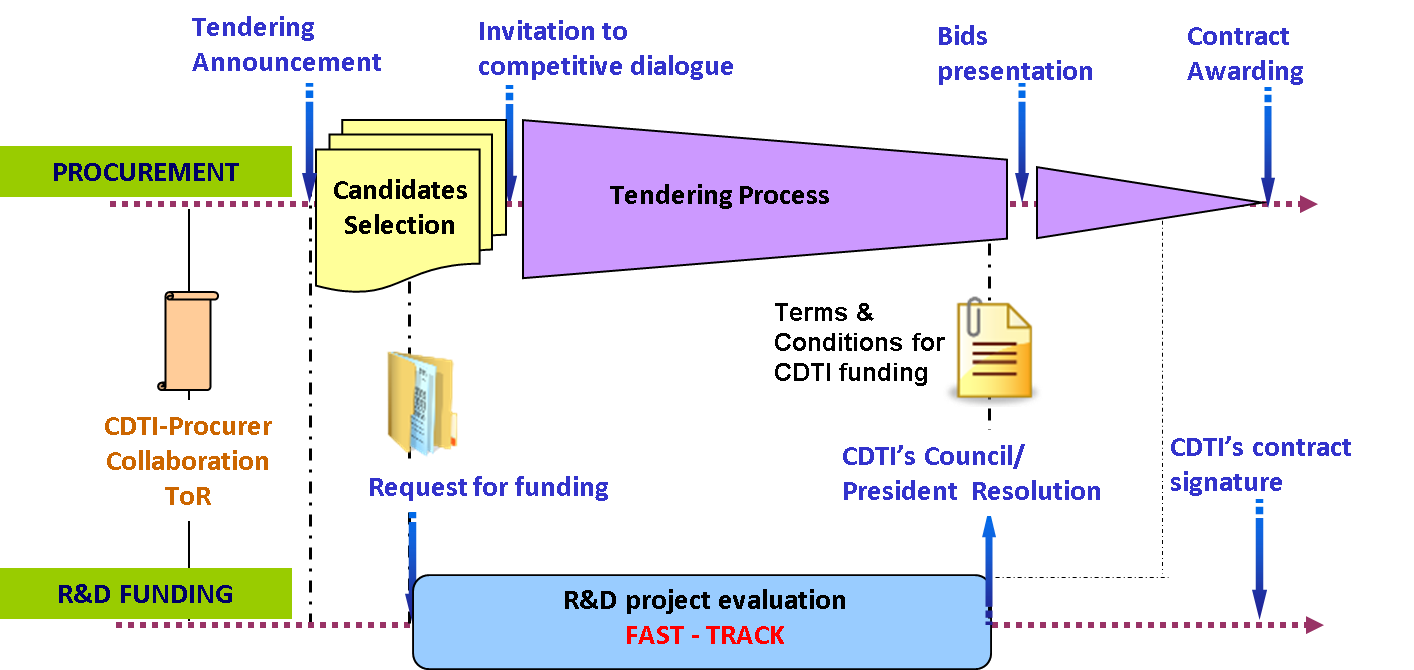 Tendering
Announcement
Invitation to
competitive dialogue
Bids
presentation
Contract
Awarding
PROCUREMENT
Candidates
Selection
Tendering Process
Terms &
Conditions for
CDTI funding
CDTI-Procurer
Collaboration
ToR
Request for funding
CDTI’s Council/
President Resolution
CDTI’s contract
signature
R&D FUNDING
R&D project evaluation
FAST - TRACK